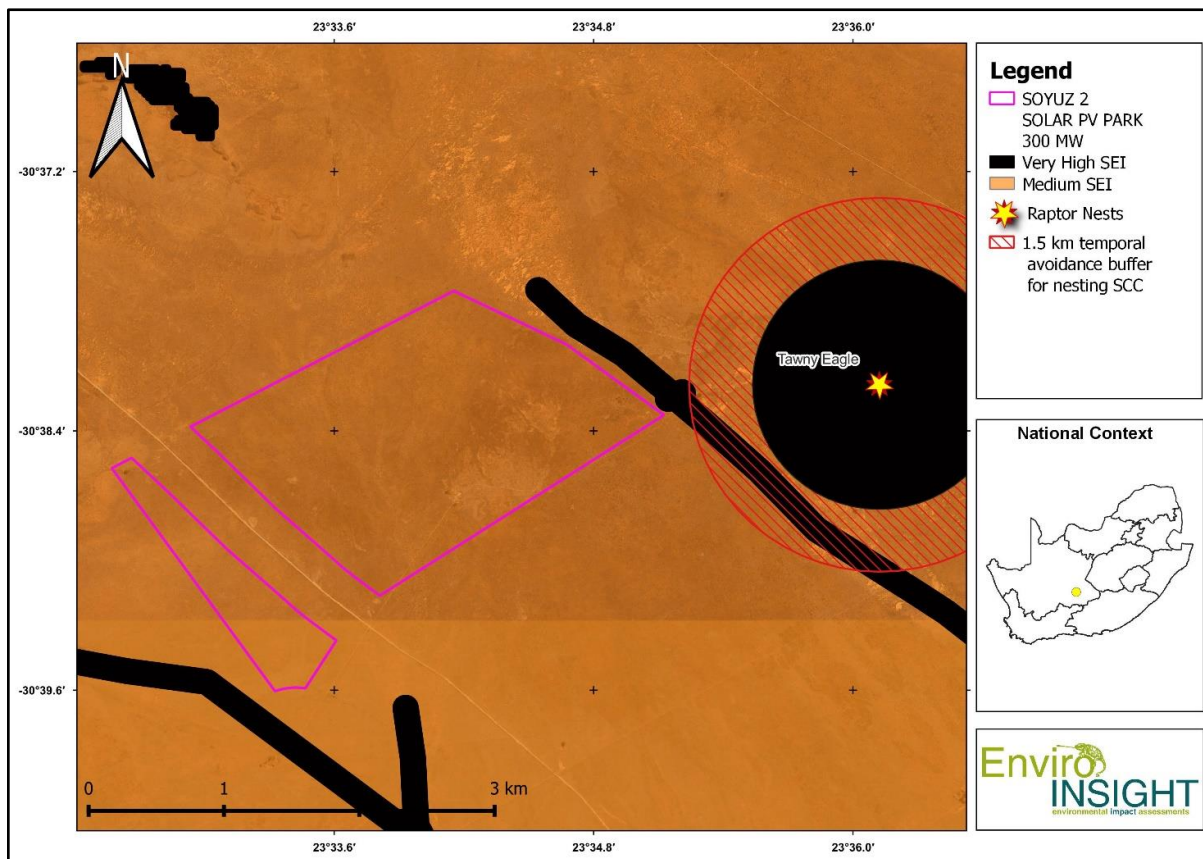 23°33.6'
23°34.8'
23°36.0'
N
-30°37.2'
-30°38.4'
-30°39.6'
Tawny Eagle
0
1
3 km
23°33.6'
23°34.8'
23°36.0'
Legend
SOYUZ 2
SOLAR PV PARK
300 MW
Very High SEI
Medium SEI
Raptor Nests
1.5 km temporal
avoidance buffer
for nesting SCC
National Context
Enviro
INSIGHT
environmental impact assessments